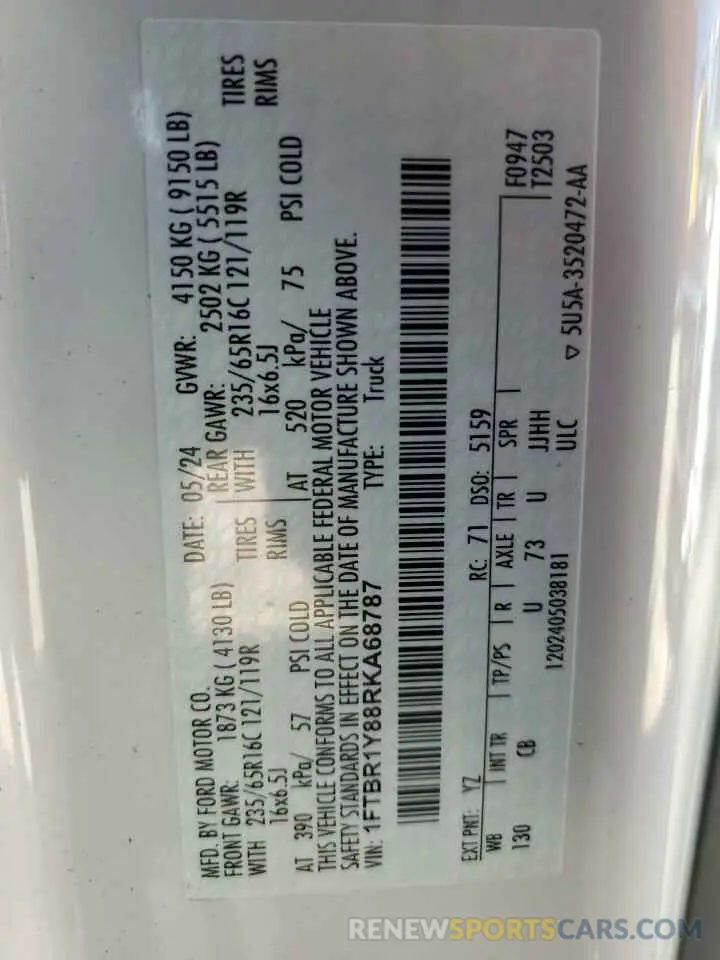 MFD. BY FORD MOTOR CO.
DATE: 05/24 GVWR: 4150 KG ( 9150 LB)
FRONT GAWR: 1873 KG ( 4130 LB) REAR GAWR: 2502 KG ( 5515 LB)
WITH 235/65R16C 121/119R TIRES WITH 235/65R16C 121/119R TIRES
16x6.5J RIMS 16x6.5J RIMS
AT 390 kPa/ 57 PSI COLD AT 520 kPa/ 75 PSI COLD
THIS VEHICLE CONFORMS TO ALL APPLICABLE FEDERAL MOTOR VEHICLE
SAFETY STANDARDS IN EFFECT ON THE DATE OF MANUFACTURE SHOWN ABOVE.
VIN: 1FTBR1Y88RKA68787 TYPE: Truck
EXT PNT: YZ RC: 71 DSO: 5159
WB INT TR TP/PS R AXLE TR SPR F0947
T2503
130 CB U 73 U JJHH
1202405038181 ULC ▽ 5U5A-3520472-AA
RENEWSPORTSCARS.COM